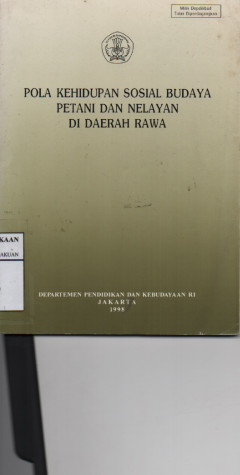 Milik Depdikbud
Tidak Diperdagangkan
POLA KEHIDUPAN SOSIAL BUDAYA
PETANI DAN NELAYAN
DI DAERAH RAWA
KAAN
AKUAN
DEPARTEMEN PENDIDIKAN DAN KEBUDAYAAN RI
JAKARTA
1998